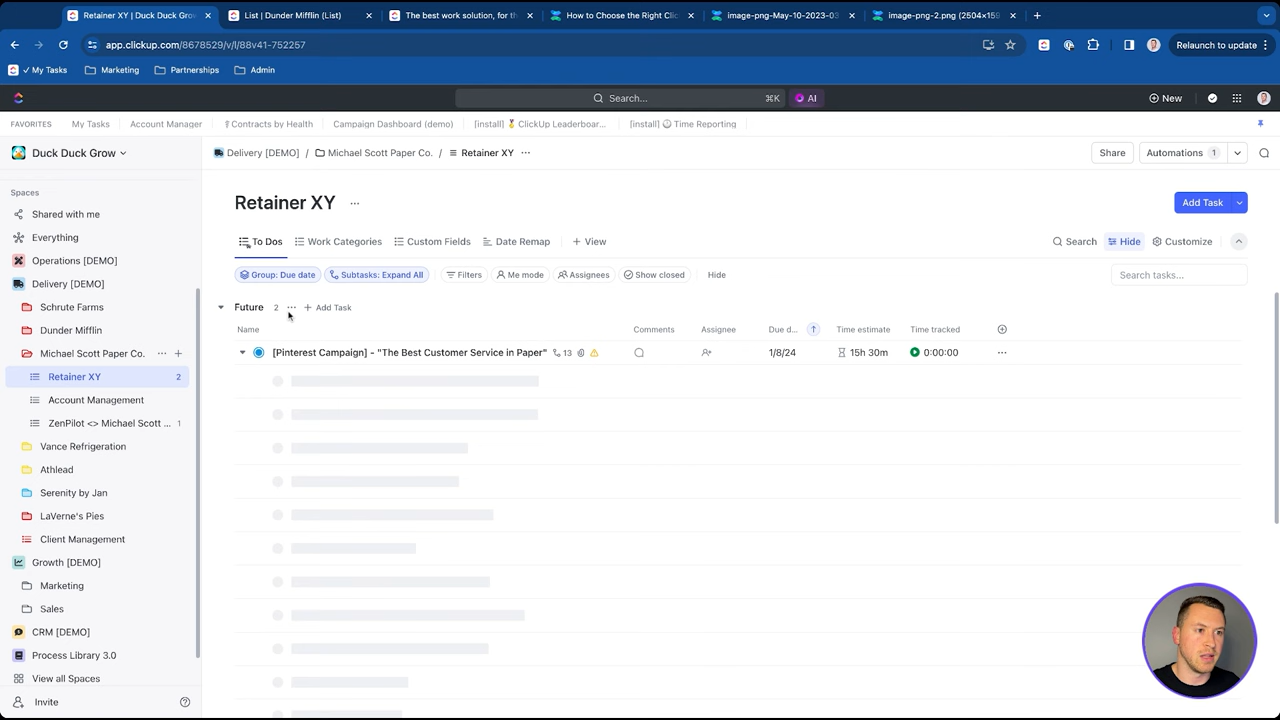 Retainer XY | Duck Duck Grow
List | Dunder Mifflin (List)
The best work solution, for th
How to Choose the Right Clic
image-png-May-10-2023-03
image-png-2.png (2504×159
app.clickup.com/8678529/v/l/88v41-752257
Relaunch to update
✓ My Tasks
Marketing
Partnerships
Admin
Search...
⌘K
AI
New
FAVORITES
My Tasks
Account Manager
Contracts by Health
Campaign Dashboard (demo)
[install] 🏅 ClickUp Leaderboar...
[install] Time Reporting
Duck Duck Grow
Delivery [DEMO] / Michael Scott Paper Co. / Retainer XY ...
Share
Automations 1
Spaces
Shared with me
Everything
Operations [DEMO]
Delivery [DEMO]
Schrute Farms
Dunder Mifflin
Michael Scott Paper Co. ... +
Retainer XY 2
Account Management
ZenPilot <> Michael Scott ... 1
Vance Refrigeration
Athlead
Serenity by Jan
LaVerne's Pies
Client Management
Growth [DEMO]
Marketing
Sales
CRM [DEMO]
Process Library 3.0
View all Spaces
Invite
Retainer XY ...
Add Task
To Dos
Work Categories
Custom Fields
Date Remap
+ View
Search
Hide
Customize
Group: Due date
Subtasks: Expand All
Filters
Me mode
Assignees
Show closed
Hide
Search tasks...
Future 2 ... + Add Task
Name
Comments
Assignee
Due d...
Time estimate
Time tracked
[Pinterest Campaign] - "The Best Customer Service in Paper" 13
1/8/24
15h 30m
0:00:00
...